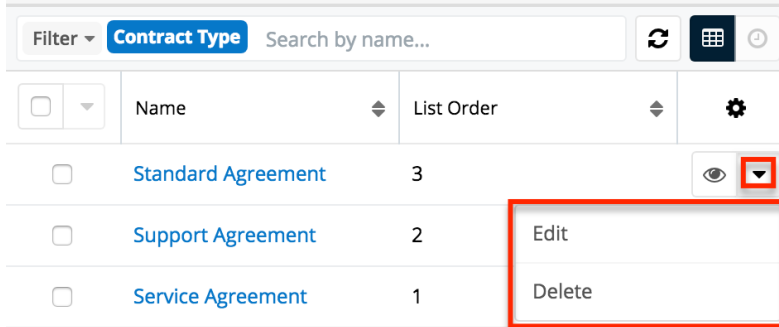 Filter Contract Type Search by name...
Name List Order
Standard Agreement 3
Support Agreement 2 Edit
Service Agreement 1 Delete